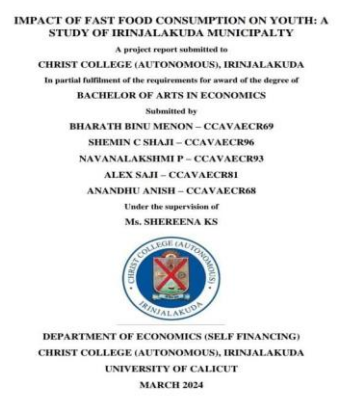 IMPACT OF FAST FOOD CONSUMPTION ON YOUTH: A
STUDY OF IRINJALAKUDA MUNICIPALTY
A project report submitted to
CHRIST COLLEGE (AUTONOMOUS), IRINJALAKUDA
In partial fulfilment of the requirements for award of the degree of
BACHELOR OF ARTS IN ECONOMICS
Submitted by
BHARATH BINU MENON – CCAVAECR69
SHEMIN C SHAJI – CCAVAECR96
NAVANALAKSHMI P – CCAVAECR93
ALEX SAJI – CCAVAECR81
ANANDHU ANISH – CCAVAECR68
Under the supervision of
Ms. SHEREENA KS
CHRIST COLLEGE (AUTONOMOUS)
IRINJALAKUDA
DEPARTMENT OF ECONOMICS (SELF FINANCING)
CHRIST COLLEGE (AUTONOMOUS), IRINJALAKUDA
UNIVERSITY OF CALICUT
MARCH 2024